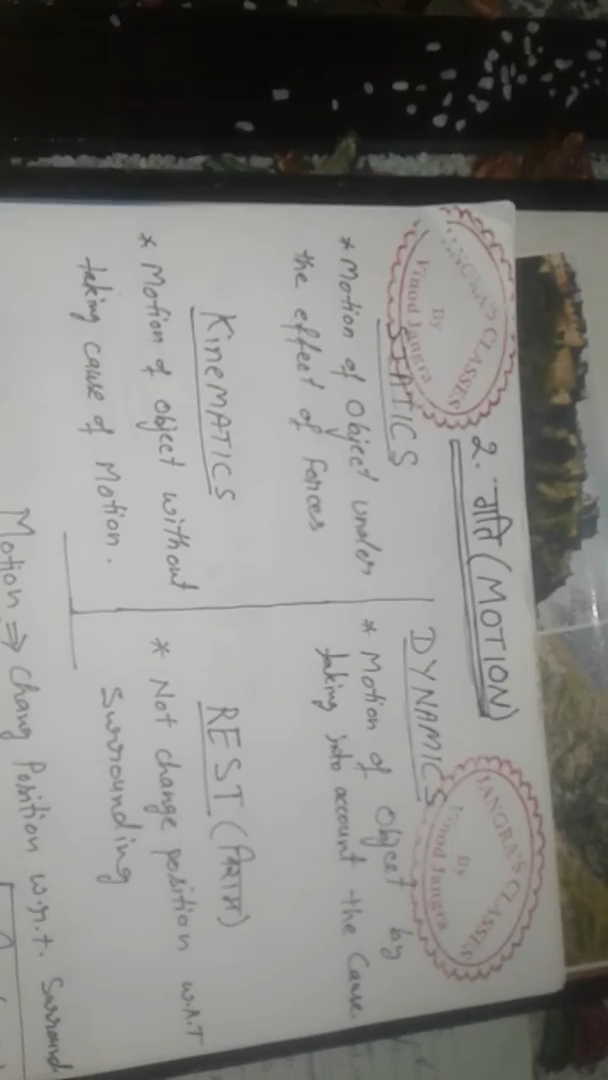 2. गति (MOTION)
JANGRA'S CLASSES
By
Vinod Jangra
JANGRA'S CLASSES
By
Vinod Jangra
STATICS
* Motion of Object under
the effect of forces
DYNAMICS
* Motion of Object by
taking into account the Cause.
KINEMATICS
* Motion of Object without
taking cause of Motion.
REST
* Not change position w.r.t
Surrounding
Motion ⇒ Chang Position w.r.t. Surround